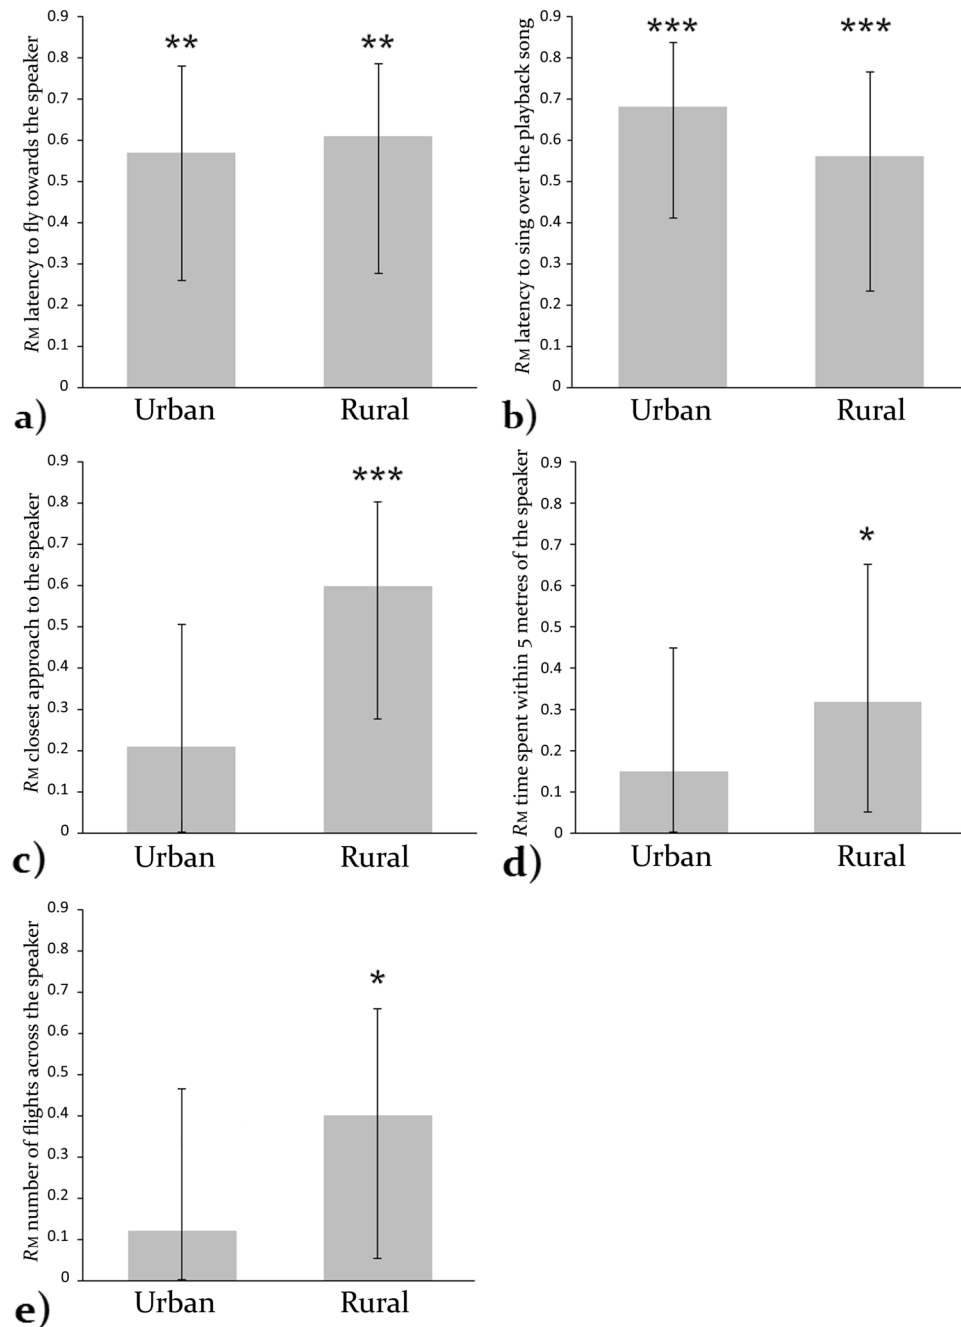 RM latency to fly towards the speaker
0.9
0.8
0.7
0.6
0.5
0.4
0.3
0.2
0.1
0
**
**
Urban
Rural
a)
RM latency to sing over the playback song
0.9
0.8
0.7
0.6
0.5
0.4
0.3
0.2
0.1
0
***
***
Urban
Rural
b)
RM closest approach to the speaker
0.9
0.8
0.7
0.6
0.5
0.4
0.3
0.2
0.1
0
***
Urban
Rural
c)
RM time spent within 5 metres of the speaker
0.9
0.8
0.7
0.6
0.5
0.4
0.3
0.2
0.1
0
*
Urban
Rural
d)
RM number of flights across the speaker
0.9
0.8
0.7
0.6
0.5
0.4
0.3
0.2
0.1
0
*
Urban
Rural
e)